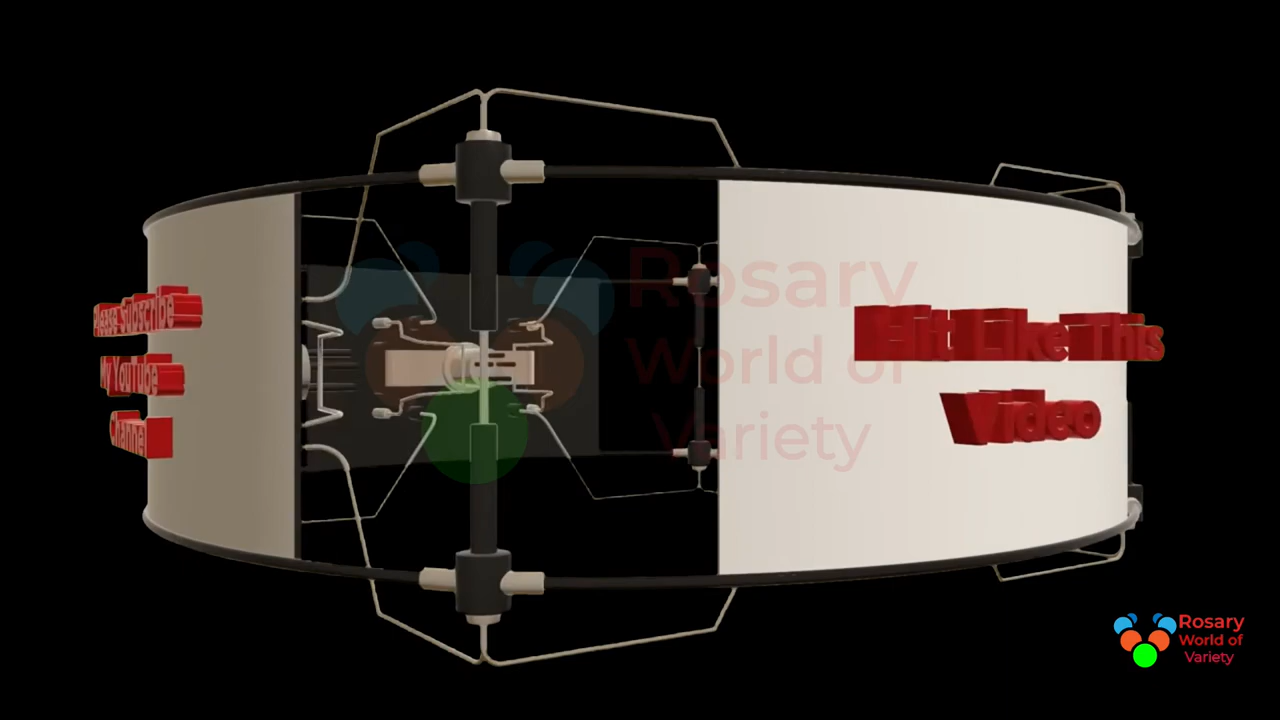 Please Subscribe
My YouTube
Channel
Rosary
World of
Variety
Hit Like This
Video
Rosary
World of
Variety